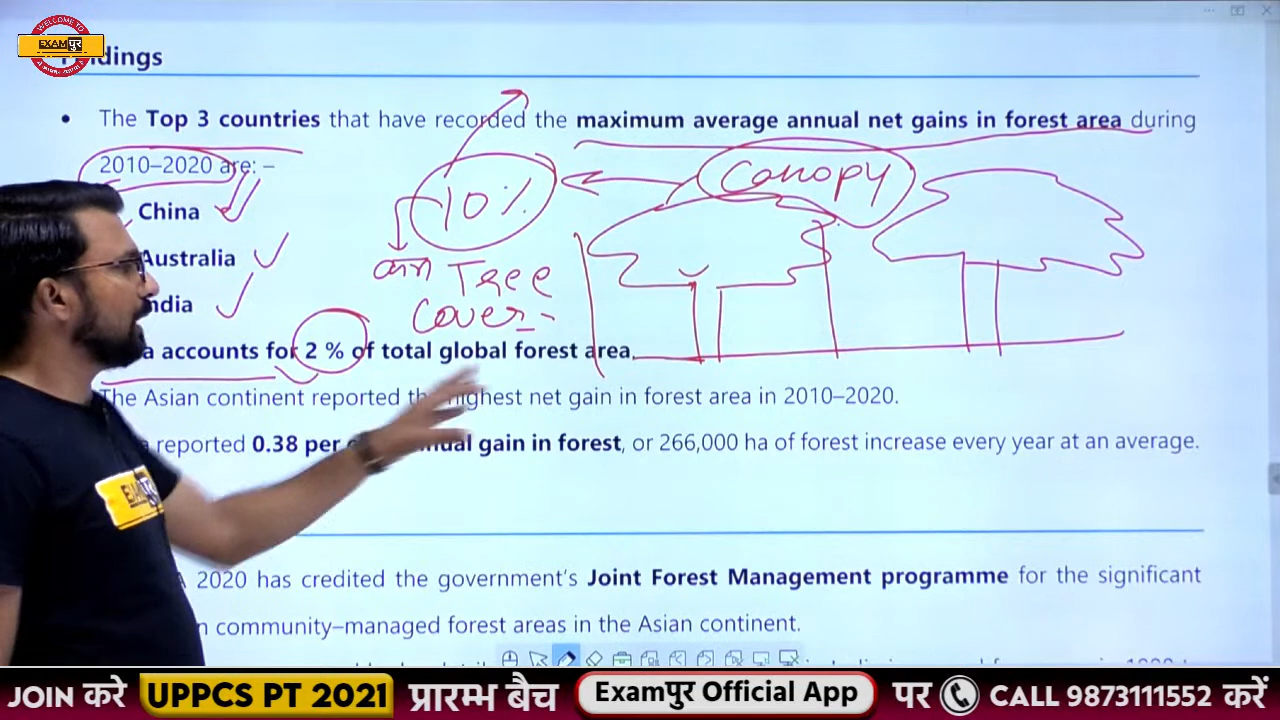 WELCOME TO
EXAMपुर
dings
• The Top 3 countries that have recorded the maximum average annual net gains in forest area during
2010–2020 are: –
China
Australia
ndia
a accounts for 2 % of total global forest area.
The Asian continent reported the highest net gain in forest area in 2010–2020.
reported 0.38 per annual gain in forest, or 266,000 ha of forest increase every year at an average.
2020 has credited the government's Joint Forest Management programme for the significant
n community–managed forest areas in the Asian continent.
10%
Canopy
Tree
Cover-
EXAM
JOIN करे UPPCS PT 2021 प्रारम्भ बैच Examपुर Official App पर CALL 9873111552 करें